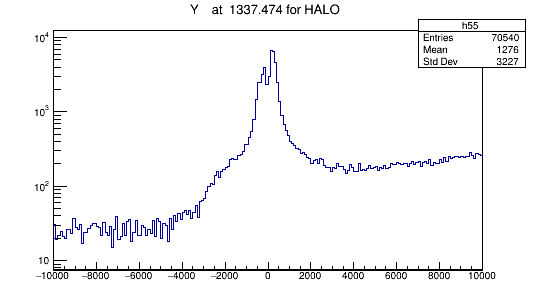 Y at 1337.474 for HALO
h55
Entries 70540
Mean 1276
Std Dev 3227
10^4
10^3
10^2
10
−10000 −8000 −6000 −4000 −2000 0 2000 4000 6000 8000 10000